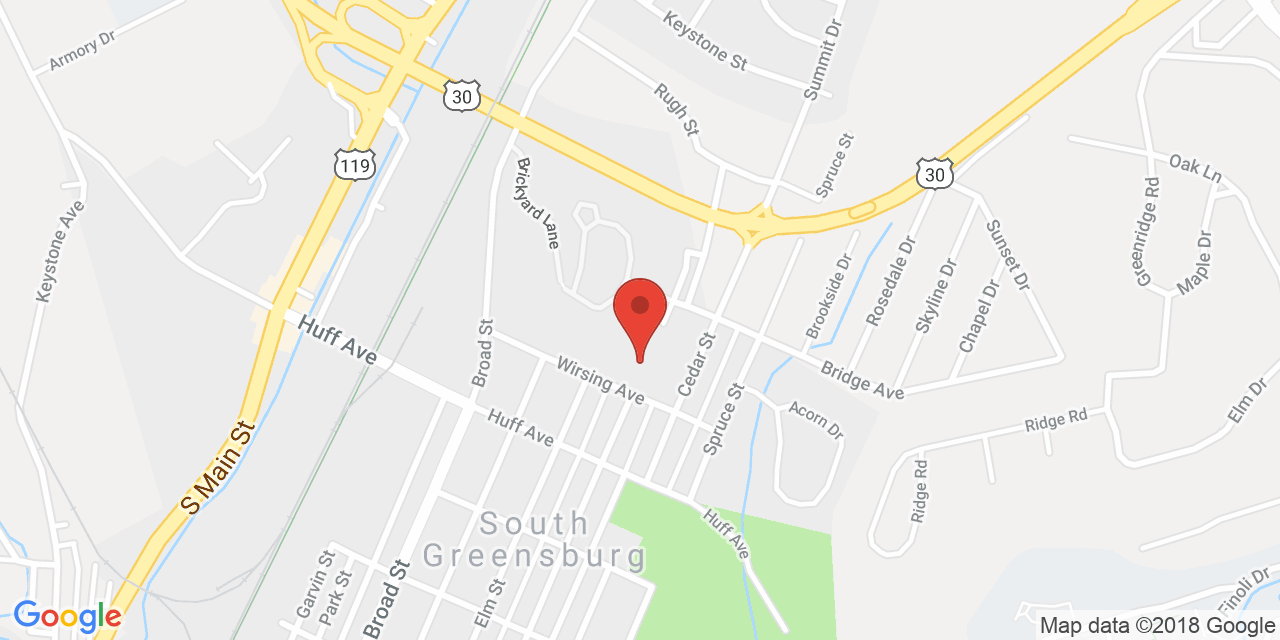 Armory Dr
Keystone St
Summit Dr
30
Rugh St
119
Spruce St
30
Oak Ln
Brickyard Lane
Keystone Ave
Greenridge Rd
Maple Dr
Sunset Dr
Brookside Dr
Rosedale Dr
Skyline Dr
Chapel Dr
Huff Ave
Broad St
Wirsing Ave
Cedar St
Bridge Ave
Spruce St
Acorn Dr
Elm Dr
Ridge Rd
Huff Ave
S Main St
Ridge Rd
South
Greensburg
Huff Ave
Garvin St
Park St
Broad St
Elm St
Finoli Dr
Google
Map data ©2018 Google